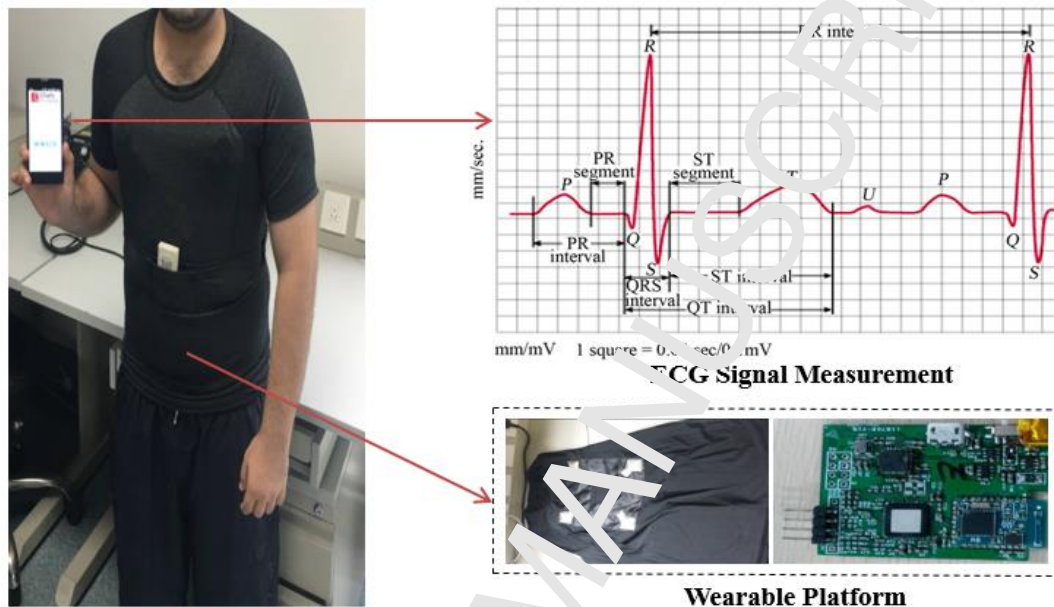 R
mm/sec.
PR
segment
ST
segment
P
P
U
PR
interval
Q
Q
S
S
ST interval
QRS
interval
QT interval
mm/mV 1 square =
ECG Signal Measurement
Wearable Platform
MANUSCR
R